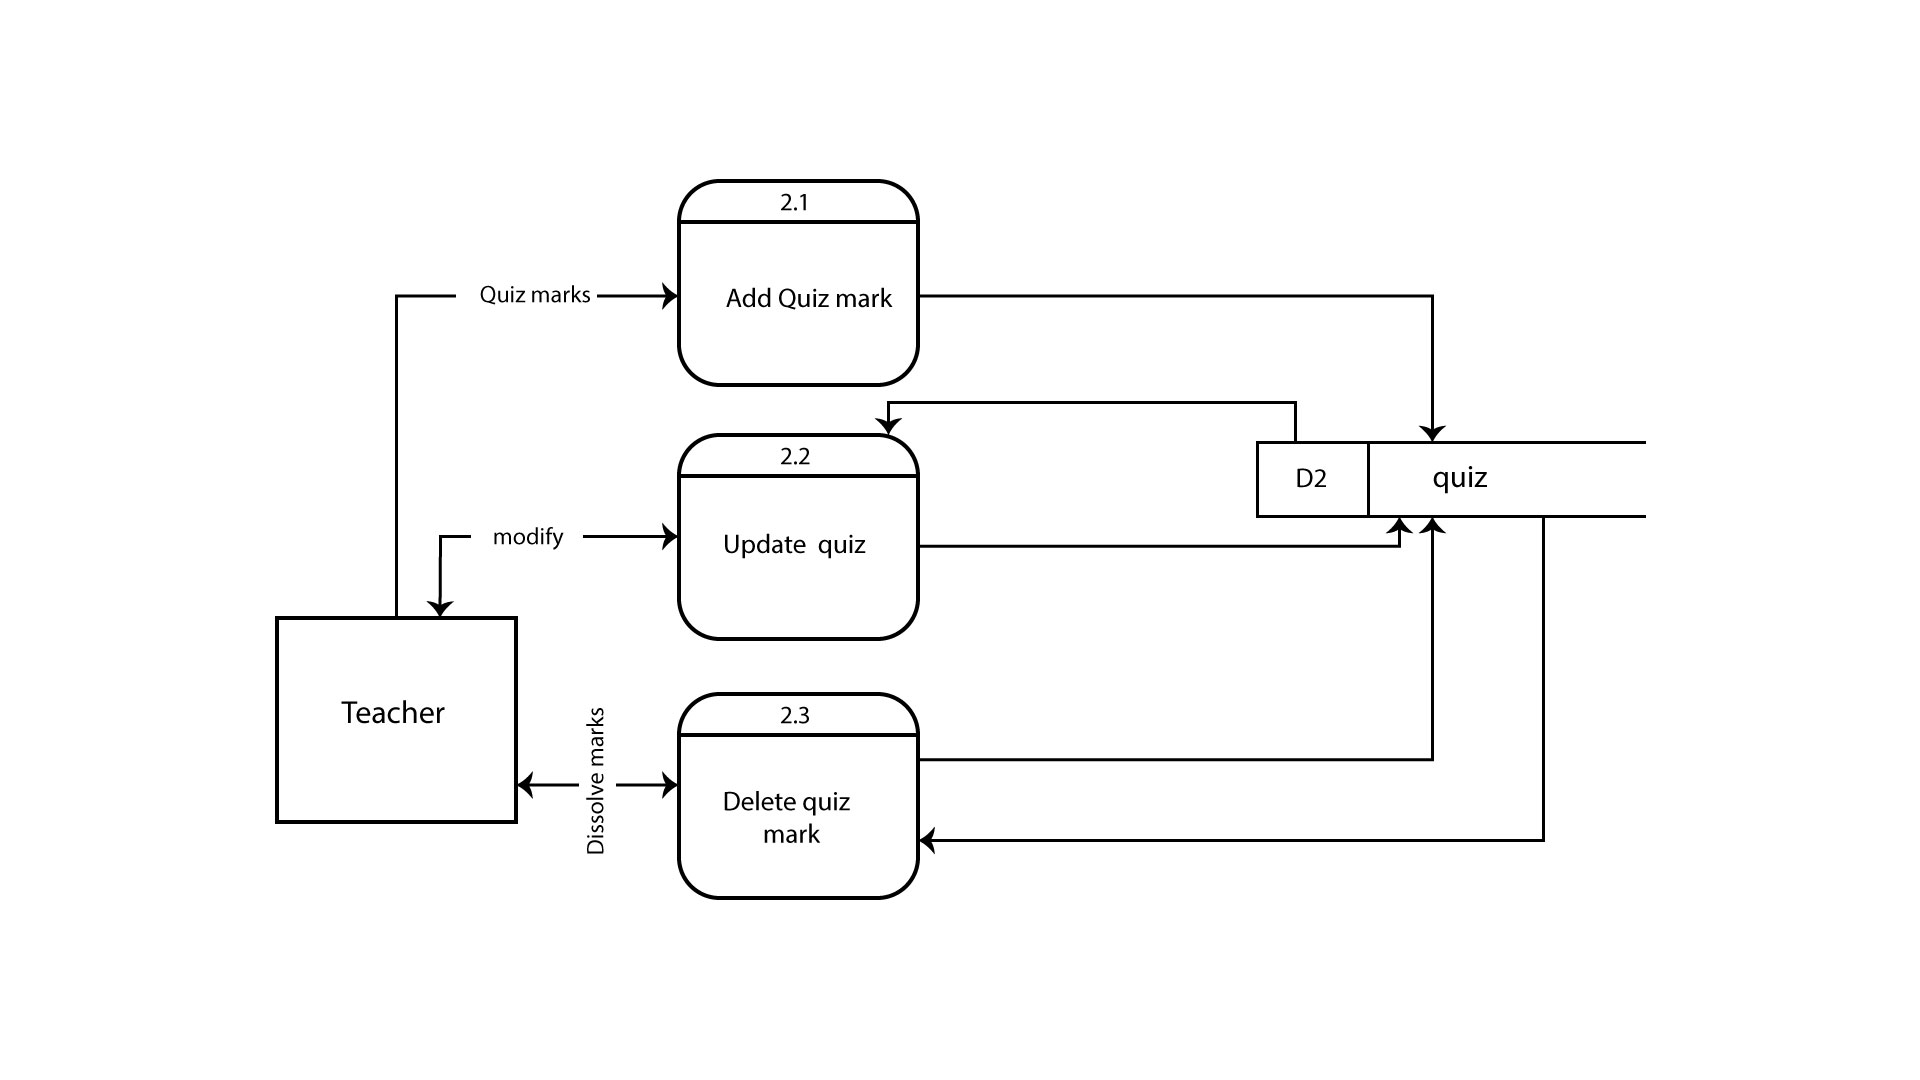 2.1
Quiz marks
Add Quiz mark
2.2
D2
quiz
modify
Update quiz
Teacher
2.3
Dissolve marks
Delete quiz
mark